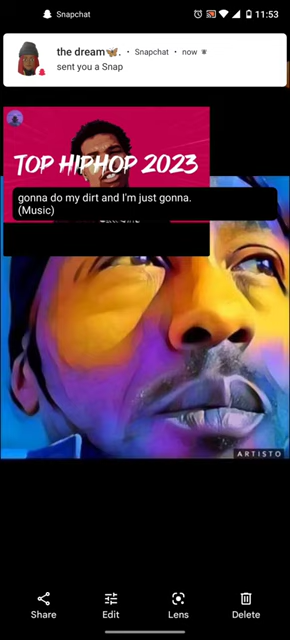 Snapchat 11:53
the dream🦋. • Snapchat • now
sent you a Snap
TOP HIPHOP 2023
gonna do my dirt and I'm just gonna.
(Music)
ARTISTO
Share Edit Lens Delete